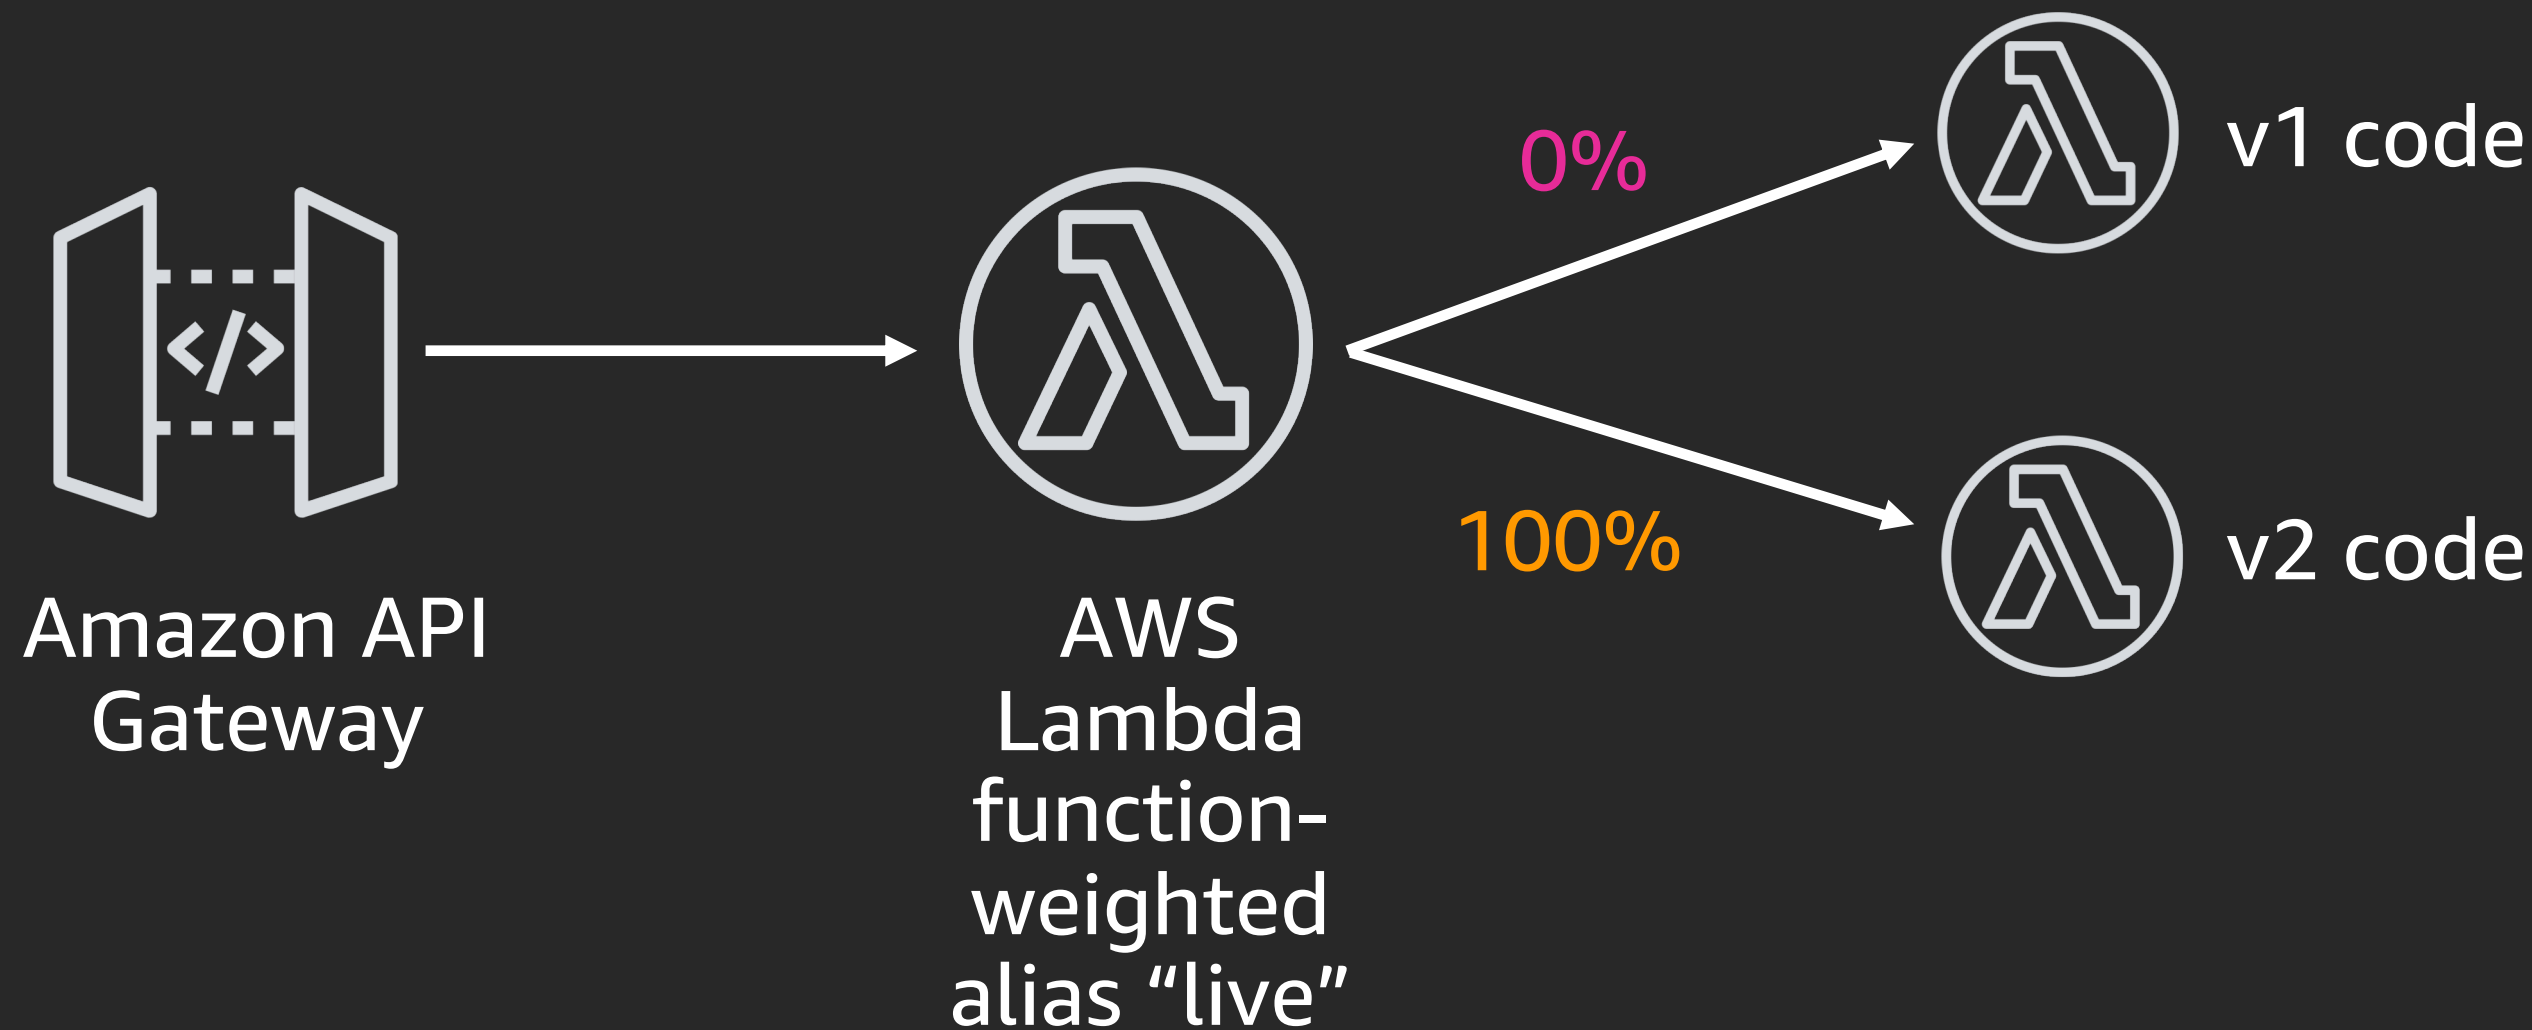 Amazon API
Gateway
</>
AWS
Lambda
function-
weighted
alias “live”
0%
100%
v1 code
v2 code